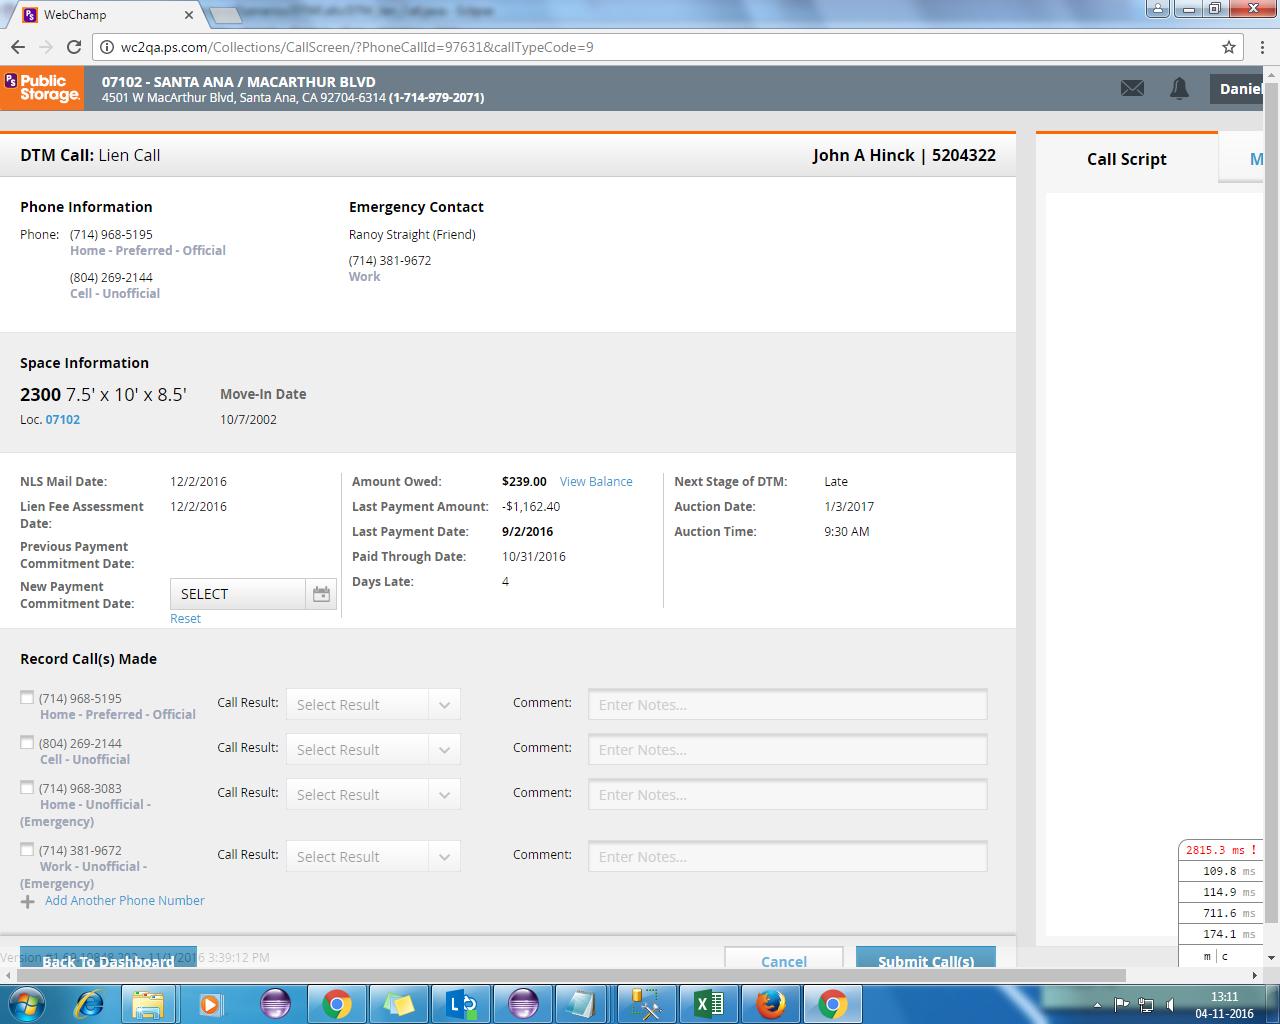 WebChamp
wc2qa.ps.com/Collections/CallScreen/?PhoneCallId=97631&callTypeCode=9
PS Public Storage.
07102 - SANTA ANA / MACARTHUR BLVD
4501 W MacArthur Blvd, Santa Ana, CA 92704-6314 (1-714-979-2071)
Daniel
DTM Call: Lien Call
John A Hinck | 5204322
Call Script
M
Phone Information
Emergency Contact
Phone: (714) 968-5195
Home - Preferred - Official
(804) 269-2144
Cell - Unofficial
Ranoy Straight (Friend)
(714) 381-9672
Work
Space Information
2300 7.5' x 10' x 8.5'
Move-In Date
Loc. 07102
10/7/2002
NLS Mail Date: 12/2/2016
Lien Fee Assessment Date: 12/2/2016
Previous Payment
Commitment Date:
New Payment
Commitment Date:
SELECT
Reset
Amount Owed: $239.00 View Balance
Last Payment Amount: -$1,162.40
Last Payment Date: 9/2/2016
Paid Through Date: 10/31/2016
Days Late: 4
Next Stage of DTM: Late
Auction Date: 1/3/2017
Auction Time: 9:30 AM
Record Call(s) Made
(714) 968-5195 Call Result: Select Result Comment: Enter Notes...
Home - Preferred - Official
(804) 269-2144 Call Result: Select Result Comment: Enter Notes...
Cell - Unofficial
(714) 968-3083 Call Result: Select Result Comment: Enter Notes...
Home - Unofficial -
(Emergency)
(714) 381-9672 Call Result: Select Result Comment: Enter Notes...
Work - Unofficial -
(Emergency)
Add Another Phone Number
2815.3 ms !
109.8 ms
114.9 ms
711.6 ms
174.1 ms
m | c
Back To Dashboard
3:39:12 PM
Cancel
Submit Call(s)
13:11
04-11-2016